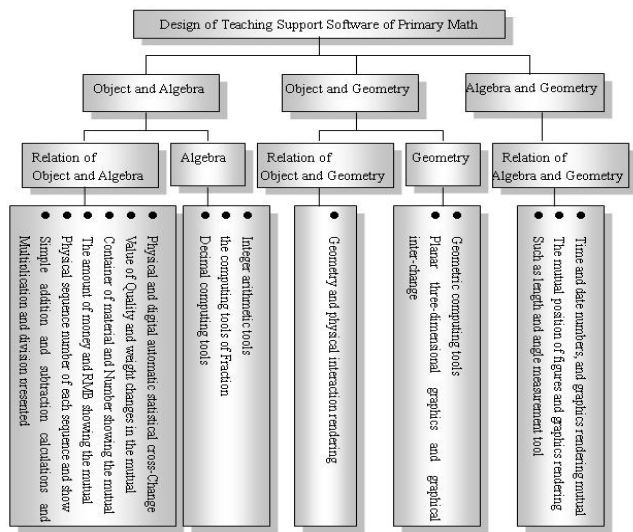 Design of Teaching Support Software of Primary Math
Object and Algebra
Object and Geometry
Algebra and Geometry
Relation of
Object and Algebra
Algebra
Relation of
Object and Geometry
Geometry
Relation of
Algebra and Geometry
Physical and digital automatic statistical cross-Change
Value of Quality and weight changes in the mutual
Container of material and Number showing the mutual
The amount of money and RMB showing the mutual
Physical sequence number of each sequence and show
Simple addition and subtraction calculations and
Multiplication and division presented
Integer arithmetic tools
the computing tools of Fraction
Decimal computing tools
Geometry and physical interaction rendering
Geometric computing tools
Planar three-dimensional graphics and graphical
inter-change
Time and date numbers, and graphics rendering mutual
The mutual position of figures and graphics rendering
Such as length and angle measurement tool